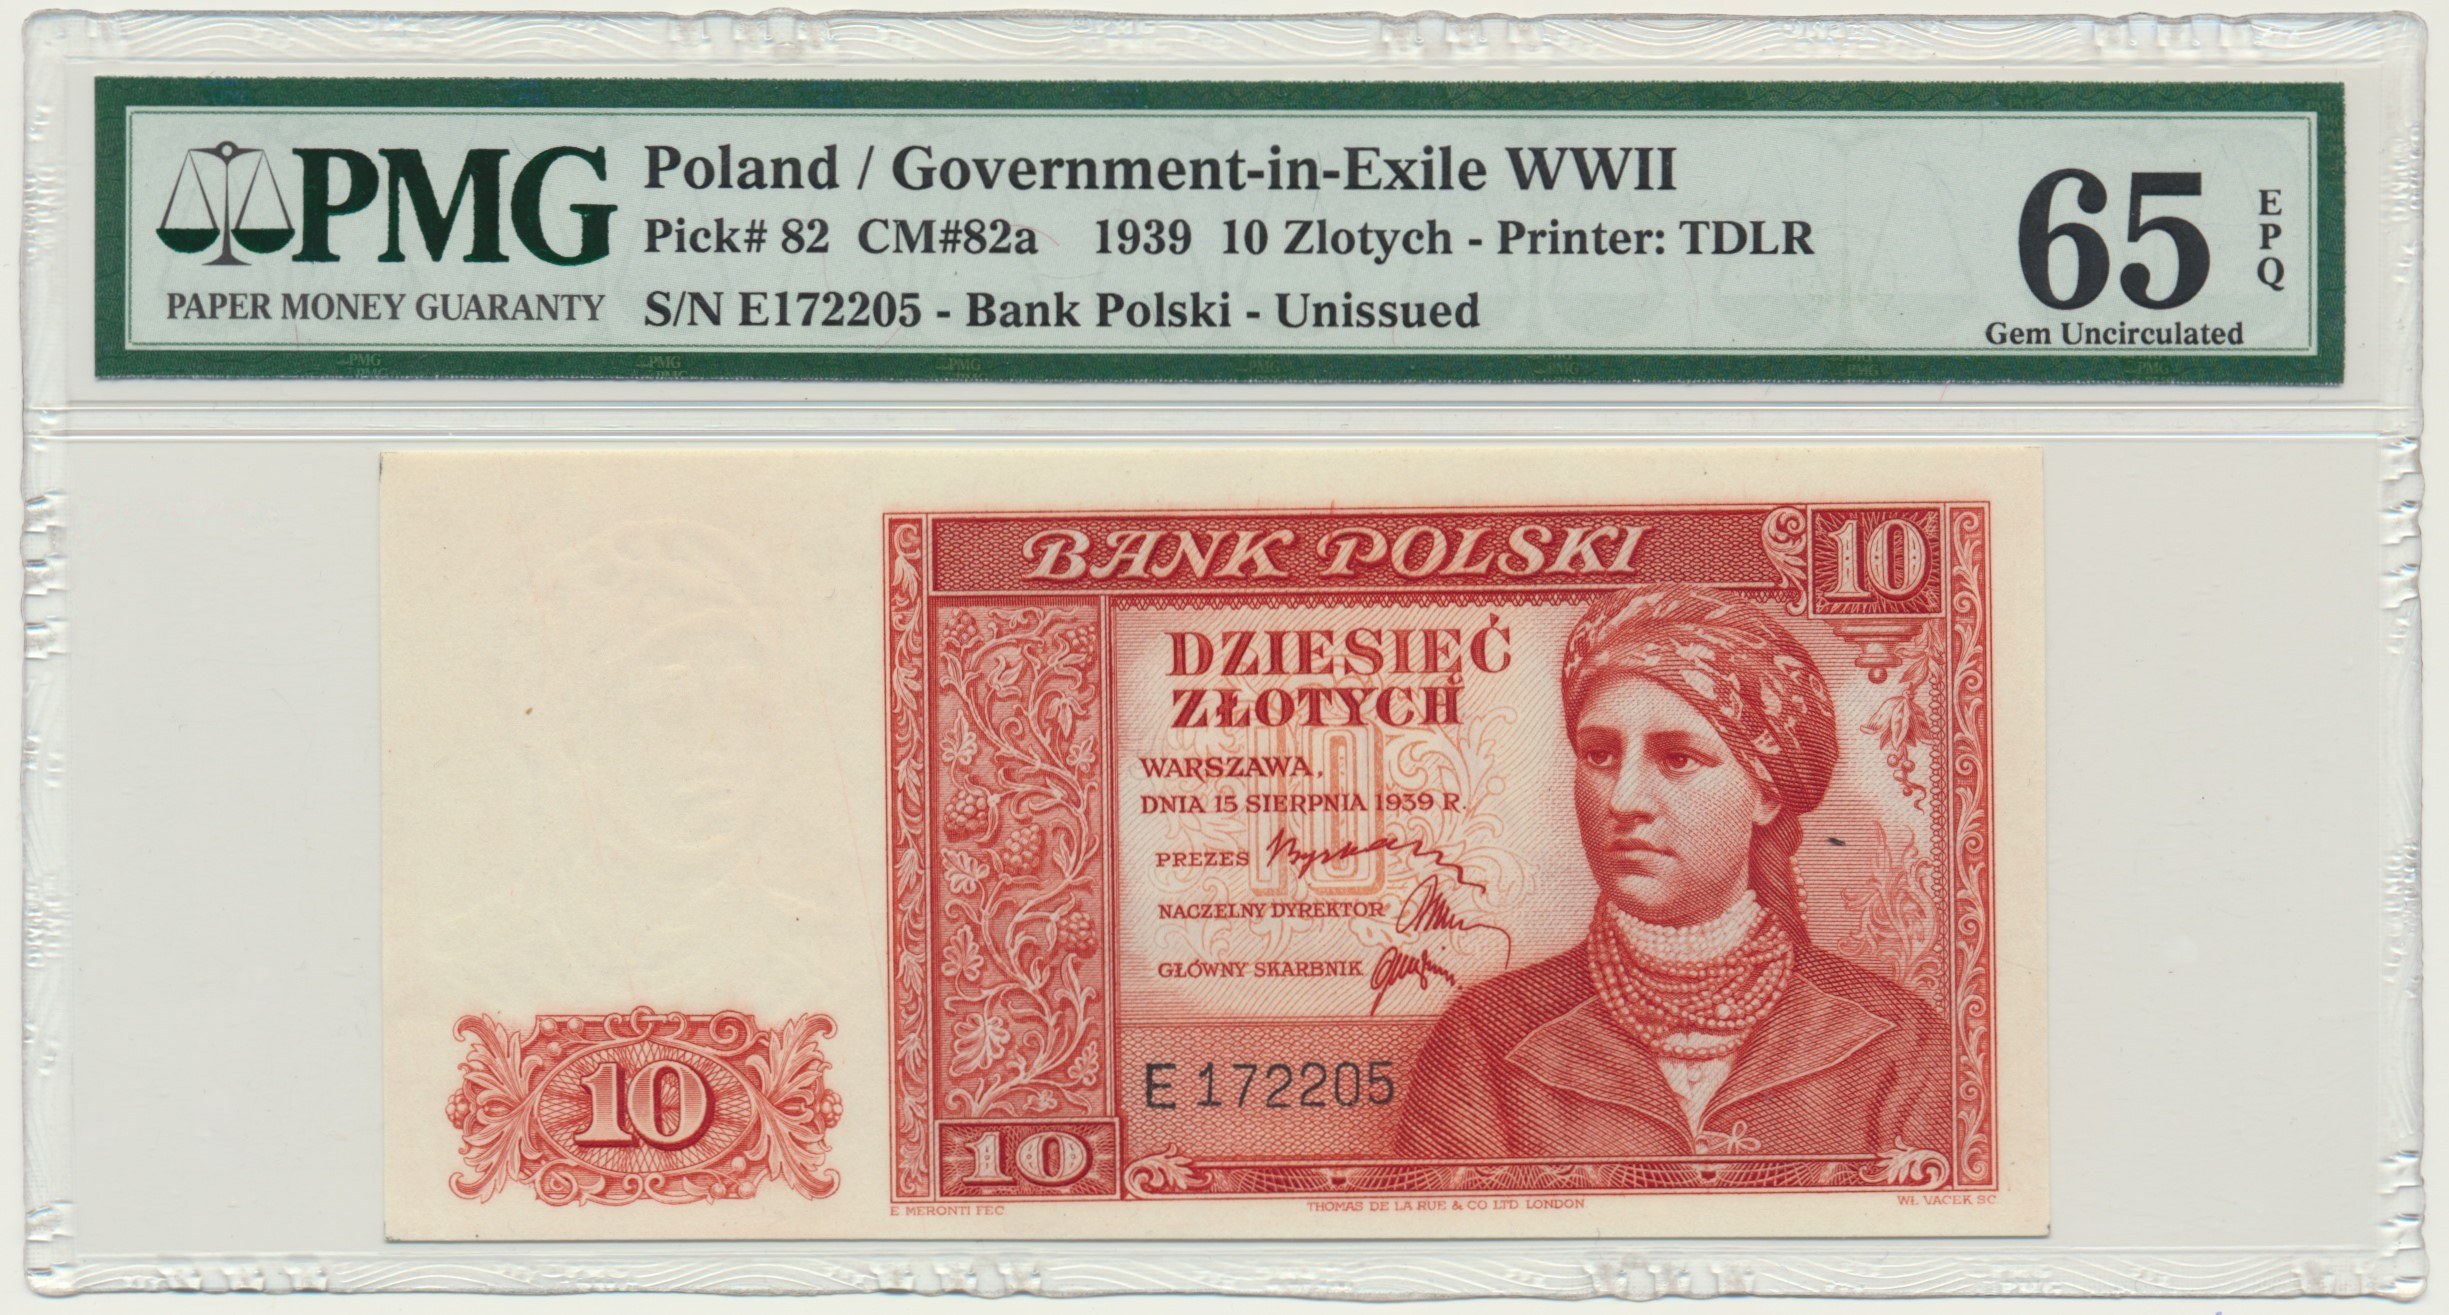 PMG
PAPER MONEY GUARANTY
Poland / Government-in-Exile WWII
Pick# 82 CM#82a 1939 10 Zlotych - Printer: TDLR
S/N E172205 - Bank Polski - Unissued
65
EPQ
Gem Uncirculated
BANK POLSKI
10
DZIESIĘĆ
ZŁOTYCH
10
WARSZAWA,
DNIA 15 SIERPNIA 1939 R.
PREZES
NACZELNY DYREKTOR
GŁÓWNY SKARBNIK
E 172205
10
10
E MERONTI FEC.
THOMAS DE LA RUE & CO LTD. LONDON.
WŁ. VACEK SC.